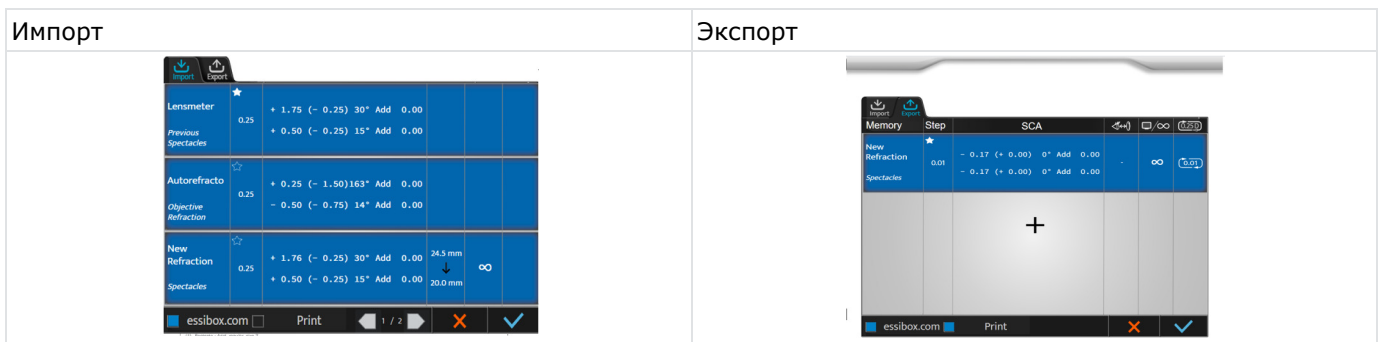 Импорт
Экспорт
Import
Export
Lensmeter
Previous
Spectacles
0.25
+ 1.75 (- 0.25) 30° Add 0.00
+ 0.50 (- 0.25) 15° Add 0.00
Autorefracto
Objective
Refraction
0.25
+ 0.25 (- 1.50)163° Add 0.00
- 0.50 (- 0.75) 14° Add 0.00
New
Refraction
Spectacles
0.25
+ 1.76 (- 0.25) 30° Add 0.00
+ 0.50 (- 0.25) 15° Add 0.00
24.5 mm
↓
20.0 mm
∞
essibox.com
Print
1 / 2
Import
Export
Memory Step SCA
/∞
0.25D
New
Refraction
Spectacles
0.01
- 0.17 (+ 0.00) 0° Add 0.00
- 0.17 (+ 0.00) 0° Add 0.00
-
∞
0.01
+
essibox.com
Print